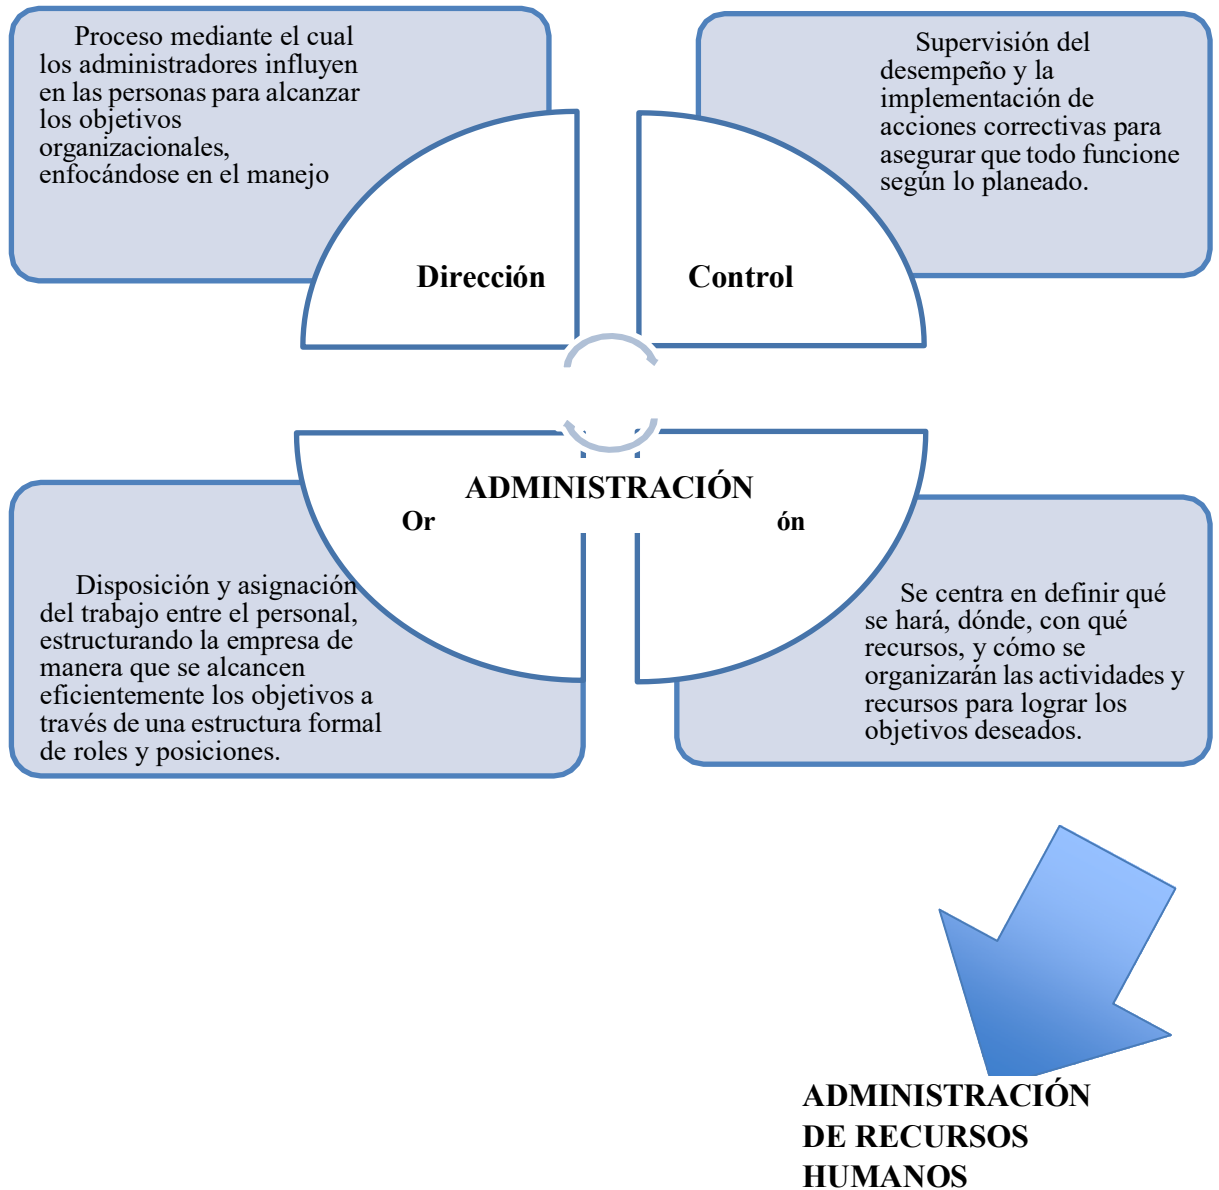 Proceso mediante el cual
los administradores influyen
en las personas para alcanzar
los objetivos
organizacionales,
enfocándose en el manejo
Supervisión del
desempeño y la
implementación de
acciones correctivas para
asegurar que todo funcione
según lo planeado.
Dirección
Control
ADMINISTRACIÓN
Or
ón
Disposición y asignación
del trabajo entre el personal,
estructurando la empresa de
manera que se alcancen
eficientemente los objetivos a
través de una estructura formal
de roles y posiciones.
Se centra en definir qué
se hará, dónde, con qué
recursos, y cómo se
organizarán las actividades y
recursos para lograr los
objetivos deseados.
ADMINISTRACIÓN
DE RECURSOS
HUMANOS